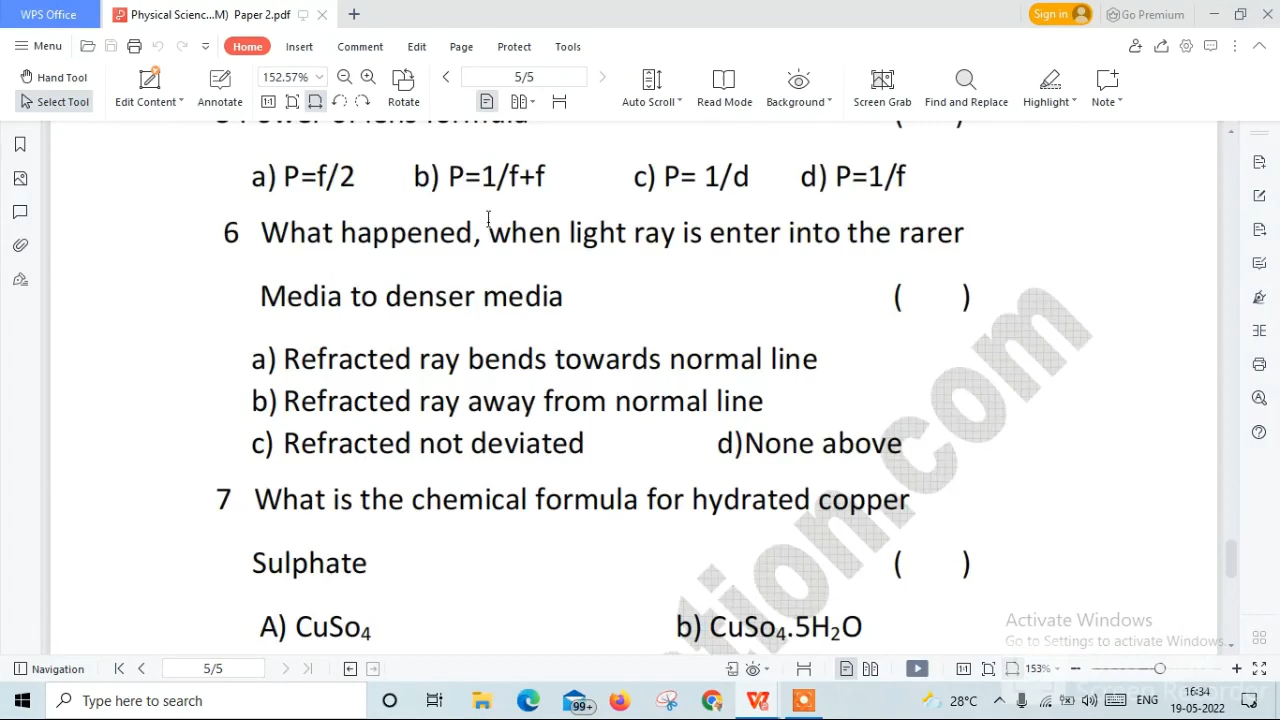 WPS Office
Physical Scienc...M) Paper 2.pdf
Sign in
Go Premium
Menu
Home
Insert
Comment
Edit
Page
Protect
Tools
Hand Tool
Select Tool
Edit Content
Annotate
152.57%
Rotate
5/5
Auto Scroll
Read Mode
Background
Screen Grab
Find and Replace
Highlight
Note
a) P=f/2 b) P=1/f+f c) P= 1/d d) P=1/f
6 What happened, when light ray is enter into the rarer
Media to denser media ( )
a) Refracted ray bends towards normal line
b) Refracted ray away from normal line
c) Refracted not deviated d)None above
7 What is the chemical formula for hydrated copper
Sulphate ( )
A) CuSo₄ b) CuSo₄.5H₂O
tion.com
Activate Windows
Go to Settings to activate Windows.
Navigation
5/5
153%
Type here to search
99+
28°C
ENG
16:34
19-05-2022